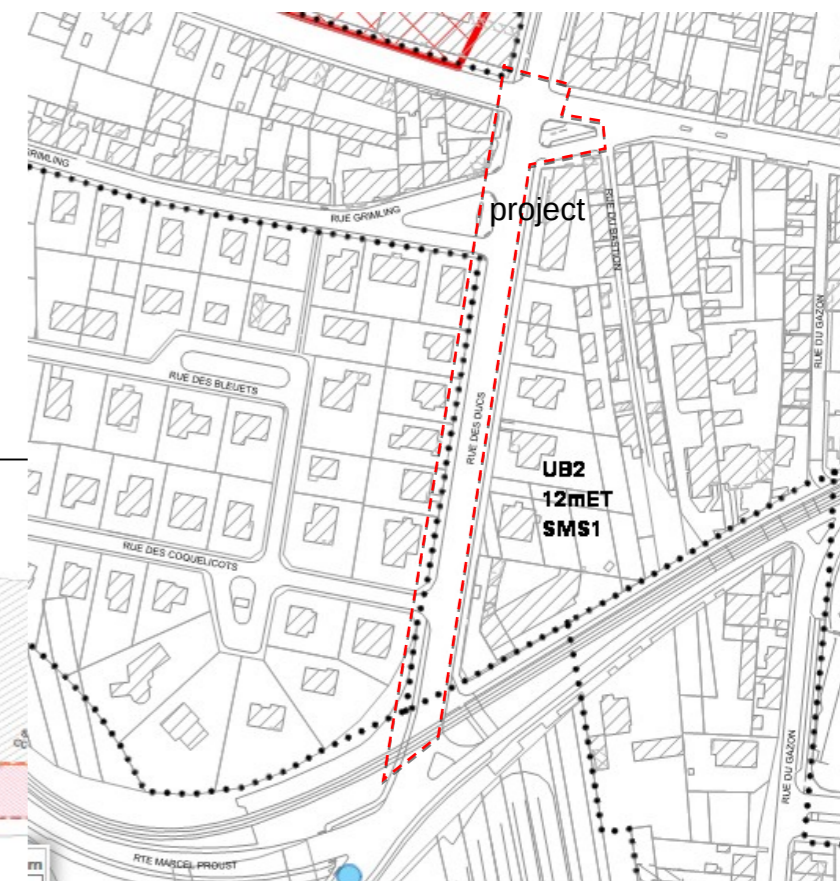 GRIMLING
RUE GRIMLING
project
RUE DU BASTION
RUE DU GAZON
RUE DES BLEUETS
RUE DES DUCS
UB2
12mET
SMS1
RUE DES COQUELICOTS
RUE DU GAZON
RTE MARCEL PROUST